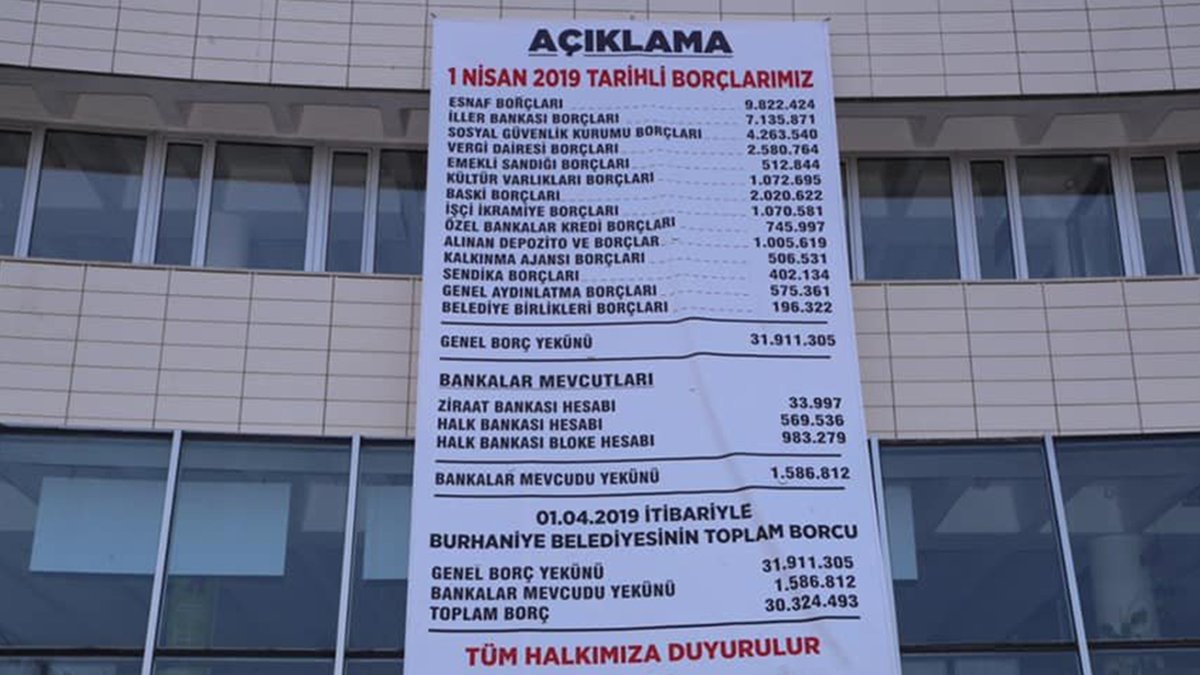 AÇIKLAMA
1 NİSAN 2019 TARİHLİ BORÇLARIMIZ
ESNAF BORÇLARI 9.822.424
İLLER BANKASI BORÇLARI 7.135.871
SOSYAL GÜVENLİK KURUMU BORÇLARI 4.263.540
VERGİ DAİRESİ BORÇLARI 2.580.764
EMEKLİ SANDIĞI BORÇLARI 512.844
KÜLTÜR VARLIKLARI BORÇLARI 1.072.695
BASKİ BORÇLARI 2.020.622
İŞÇİ İKRAMİYE BORÇLARI 1.070.581
ÖZEL BANKALAR KREDİ BORÇLARI 745.997
ALINAN DEPOZİTO VE BORÇLAR 1.005.619
KALKINMA AJANSI BORÇLARI 506.531
SENDİKA BORÇLARI 402.134
GENEL AYDINLATMA BORÇLARI 575.361
BELEDİYE BİRLİKLERİ BORÇLARI 196.322
GENEL BORÇ YEKÜNÜ 31.911.305
BANKALAR MEVCUTLARI
ZİRAAT BANKASI HESABI 33.997
HALK BANKASI HESABI 569.536
HALK BANKASI BLOKE HESABI 983.279
BANKALAR MEVCUDU YEKÜNÜ 1.586.812
01.04.2019 İTİBARİYLE
BURHANİYE BELEDİYESİNİN TOPLAM BORCU
GENEL BORÇ YEKÜNÜ 31.911.305
BANKALAR MEVCUDU YEKÜNÜ 1.586.812
TOPLAM BORÇ 30.324.493
TÜM HALKIMIZA DUYURULUR